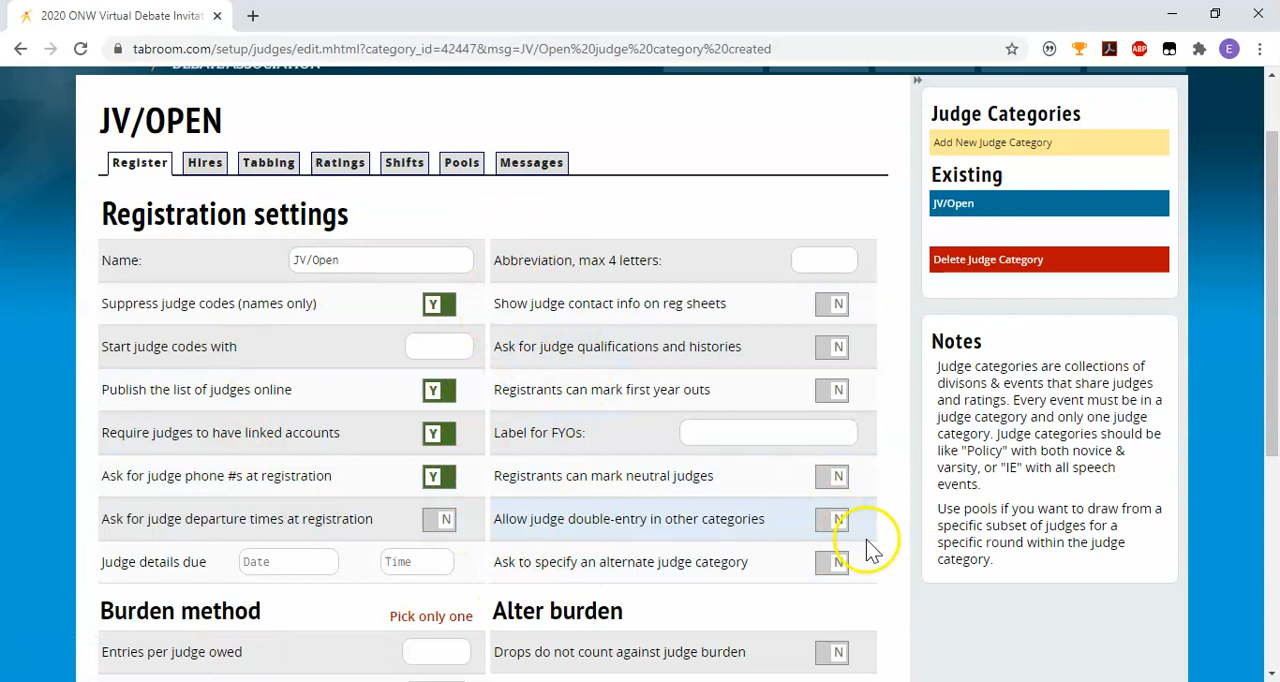 2020 ONW Virtual Debate Invitat
tabroom.com/setup/judges/edit.mhtml?category_id=42447&msg=JV/Open%20judge%20category%20created
ABP
E
DEBATE ASSOCIATION
JV/OPEN
Register
Hires
Tabbing
Ratings
Shifts
Pools
Messages
Registration settings
Name:
JV/Open
Abbreviation, max 4 letters:
Suppress judge codes (names only)
Y
Show judge contact info on reg sheets
N
Start judge codes with
Ask for judge qualifications and histories
N
Publish the list of judges online
Y
Registrants can mark first year outs
N
Require judges to have linked accounts
Y
Label for FYOs:
Ask for judge phone #s at registration
Y
Registrants can mark neutral judges
N
Ask for judge departure times at registration
N
Allow judge double-entry in other categories
N
Judge details due
Date
Time
Ask to specify an alternate judge category
N
Burden method
Pick only one
Alter burden
Entries per judge owed
Drops do not count against judge burden
N
Judge Categories
Add New Judge Category
Existing
JV/Open
Delete Judge Category
Notes
Judge categories are collections of
divisons & events that share judges
and ratings. Every event must be in a
judge category and only one judge
category. Judge categories should be
like "Policy" with both novice &
varsity, or "IE" with all speech
events.
Use pools if you want to draw from a
specific subset of judges for a
specific round within the judge
category.